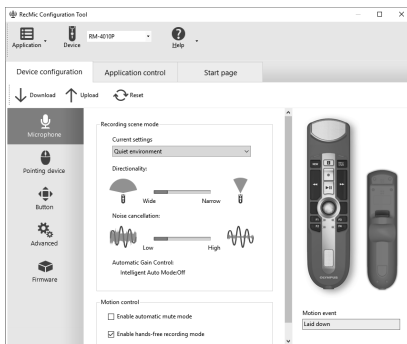 RecMic Configuration Tool
Application
Device
RM-4010P
Help
Device configuration
Application control
Start page
Download
Upload
Reset
Microphone
Pointing device
Button
Advanced
Firmware
Recording scene mode
Current settings
Quiet environment
Directionality:
Wide
Narrow
Noise cancellation:
Low
High
Automatic Gain Control:
Intelligent Auto Mode:Off
Motion control
Enable automatic mute mode
Enable hands-free recording mode
OLYMPUS
Motion event
Laid down